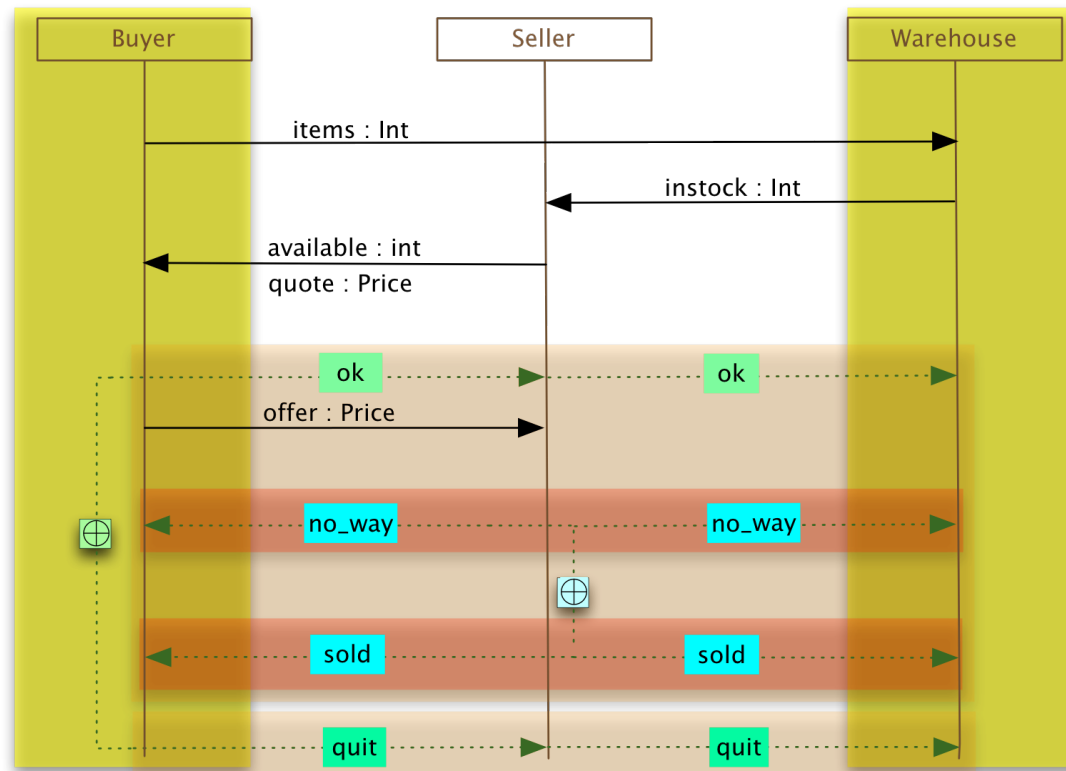 Buyer
Seller
Warehouse
items : Int
instock : Int
available : int
quote : Price
ok
ok
offer : Price
no_way
no_way
sold
sold
quit
quit